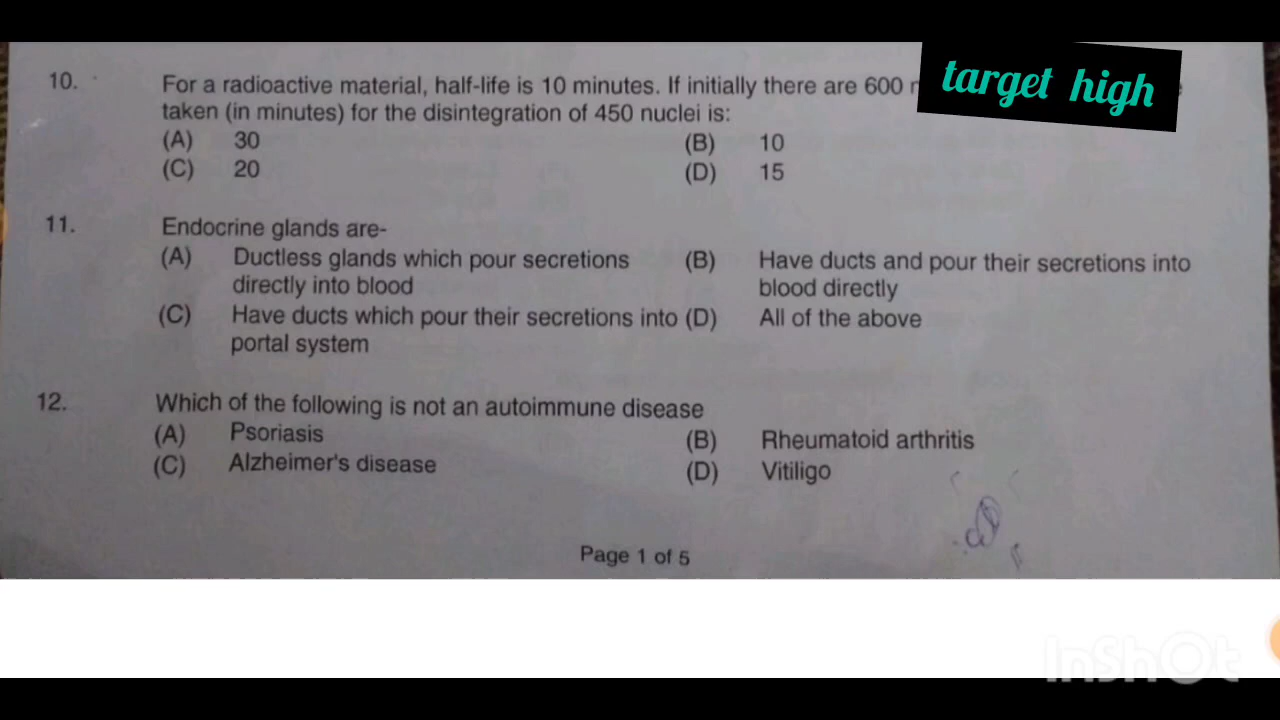 target high
10. For a radioactive material, half-life is 10 minutes. If initially there are 600
taken (in minutes) for the disintegration of 450 nuclei is:
(A) 30 (B) 10
(C) 20 (D) 15
11. Endocrine glands are-
(A) Ductless glands which pour secretions (B) Have ducts and pour their secretions into
directly into blood blood directly
(C) Have ducts which pour their secretions into (D) All of the above
portal system
12. Which of the following is not an autoimmune disease
(A) Psoriasis (B) Rheumatoid arthritis
(C) Alzheimer's disease (D) Vitiligo
Page 1 of 5
InShOt